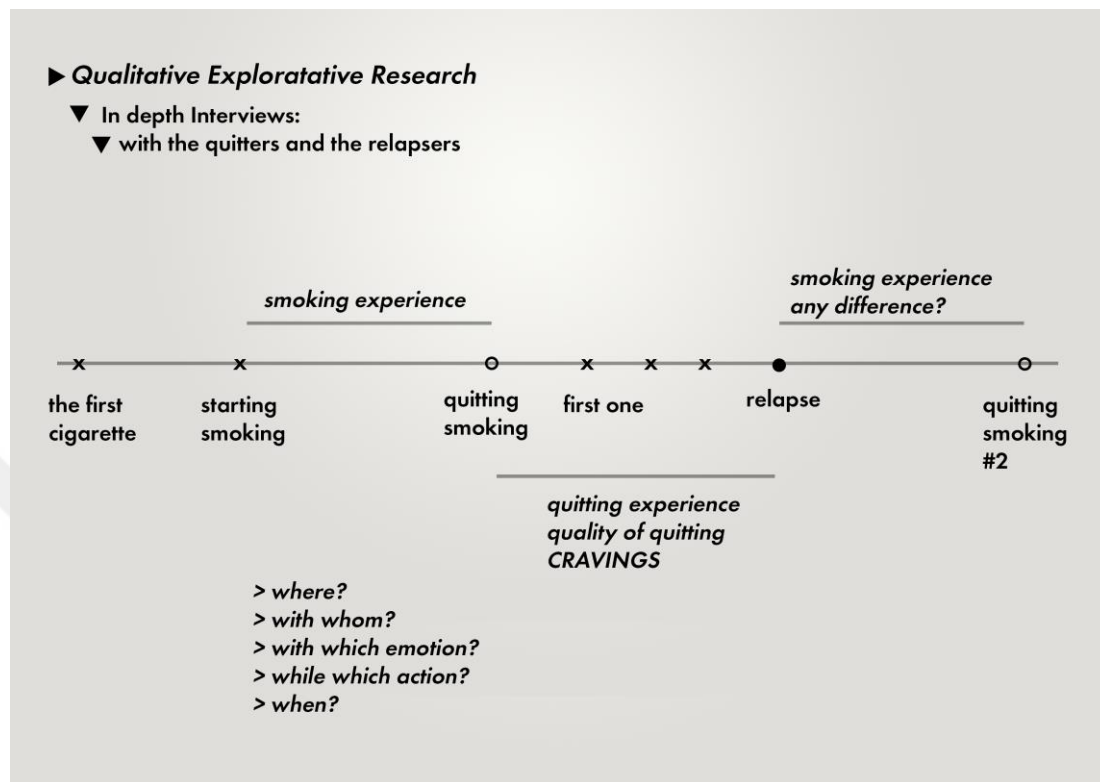 ▶ Qualitative Exploratative Research
▼ In depth Interviews:
▼ with the quitters and the relapsers
smoking experience
smoking experience
any difference?
x x o x x x ● o
the first
cigarette
starting
smoking
quitting
smoking
first one
relapse
quitting
smoking
#2
quitting experience
quality of quitting
CRAVINGS
> where?
> with whom?
> with which emotion?
> while which action?
> when?